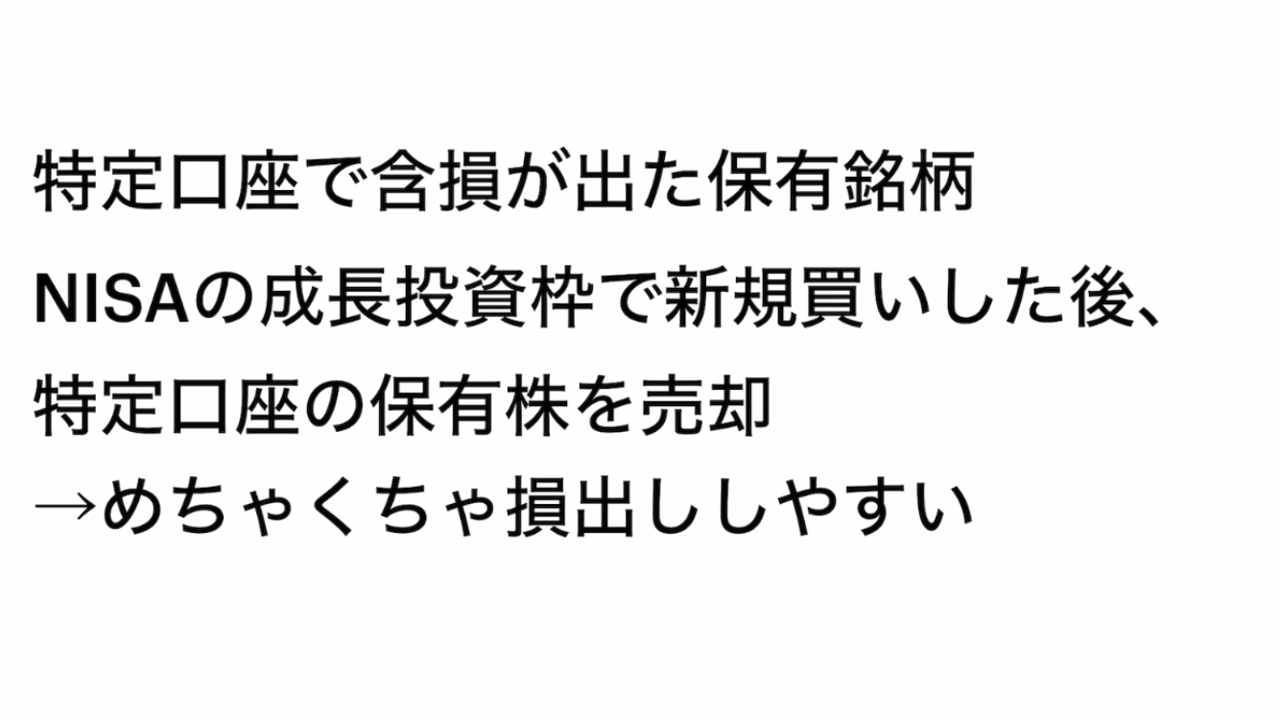 特定口座で含損が出た保有銘柄
NISAの成長投資枠で新規買いした後、
特定口座の保有株を売却
→めちゃくちゃ損出ししやすい